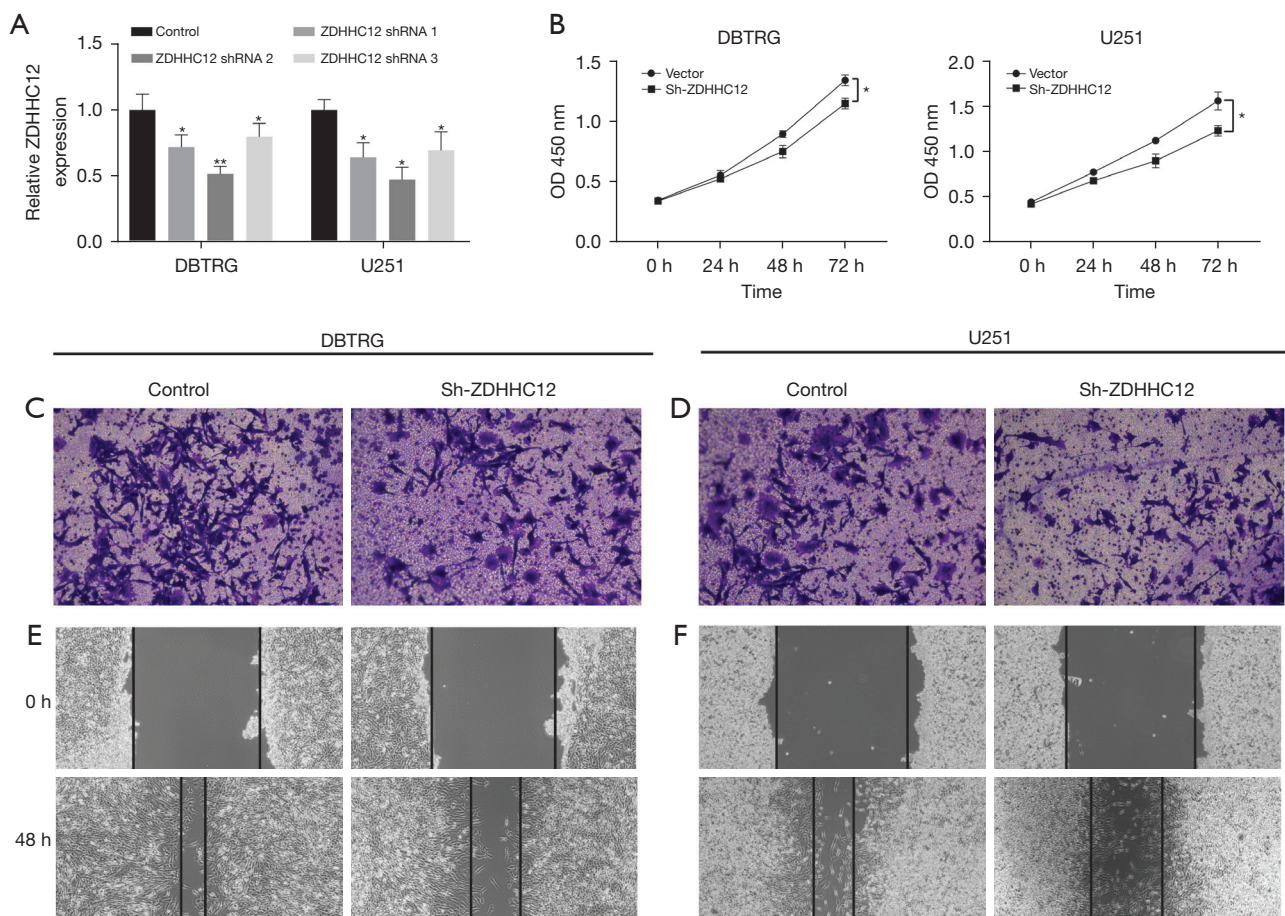 A
Control
ZDHHC12 shRNA 1
ZDHHC12 shRNA 2
ZDHHC12 shRNA 3
Relative ZDHHC12
expression
1.5
1.0
0.5
0.0
*
**
*
*
*
*
DBTRG
U251
B
DBTRG
Vector
Sh-ZDHHC12
OD 450 nm
1.5
1.0
0.5
0.0
*
0 h
24 h
48 h
72 h
Time
U251
Vector
Sh-ZDHHC12
OD 450 nm
2.0
1.5
1.0
0.5
0.0
*
0 h
24 h
48 h
72 h
Time
DBTRG
U251
C
Control
Sh-ZDHHC12
D
Control
Sh-ZDHHC12
E
F
0 h
48 h